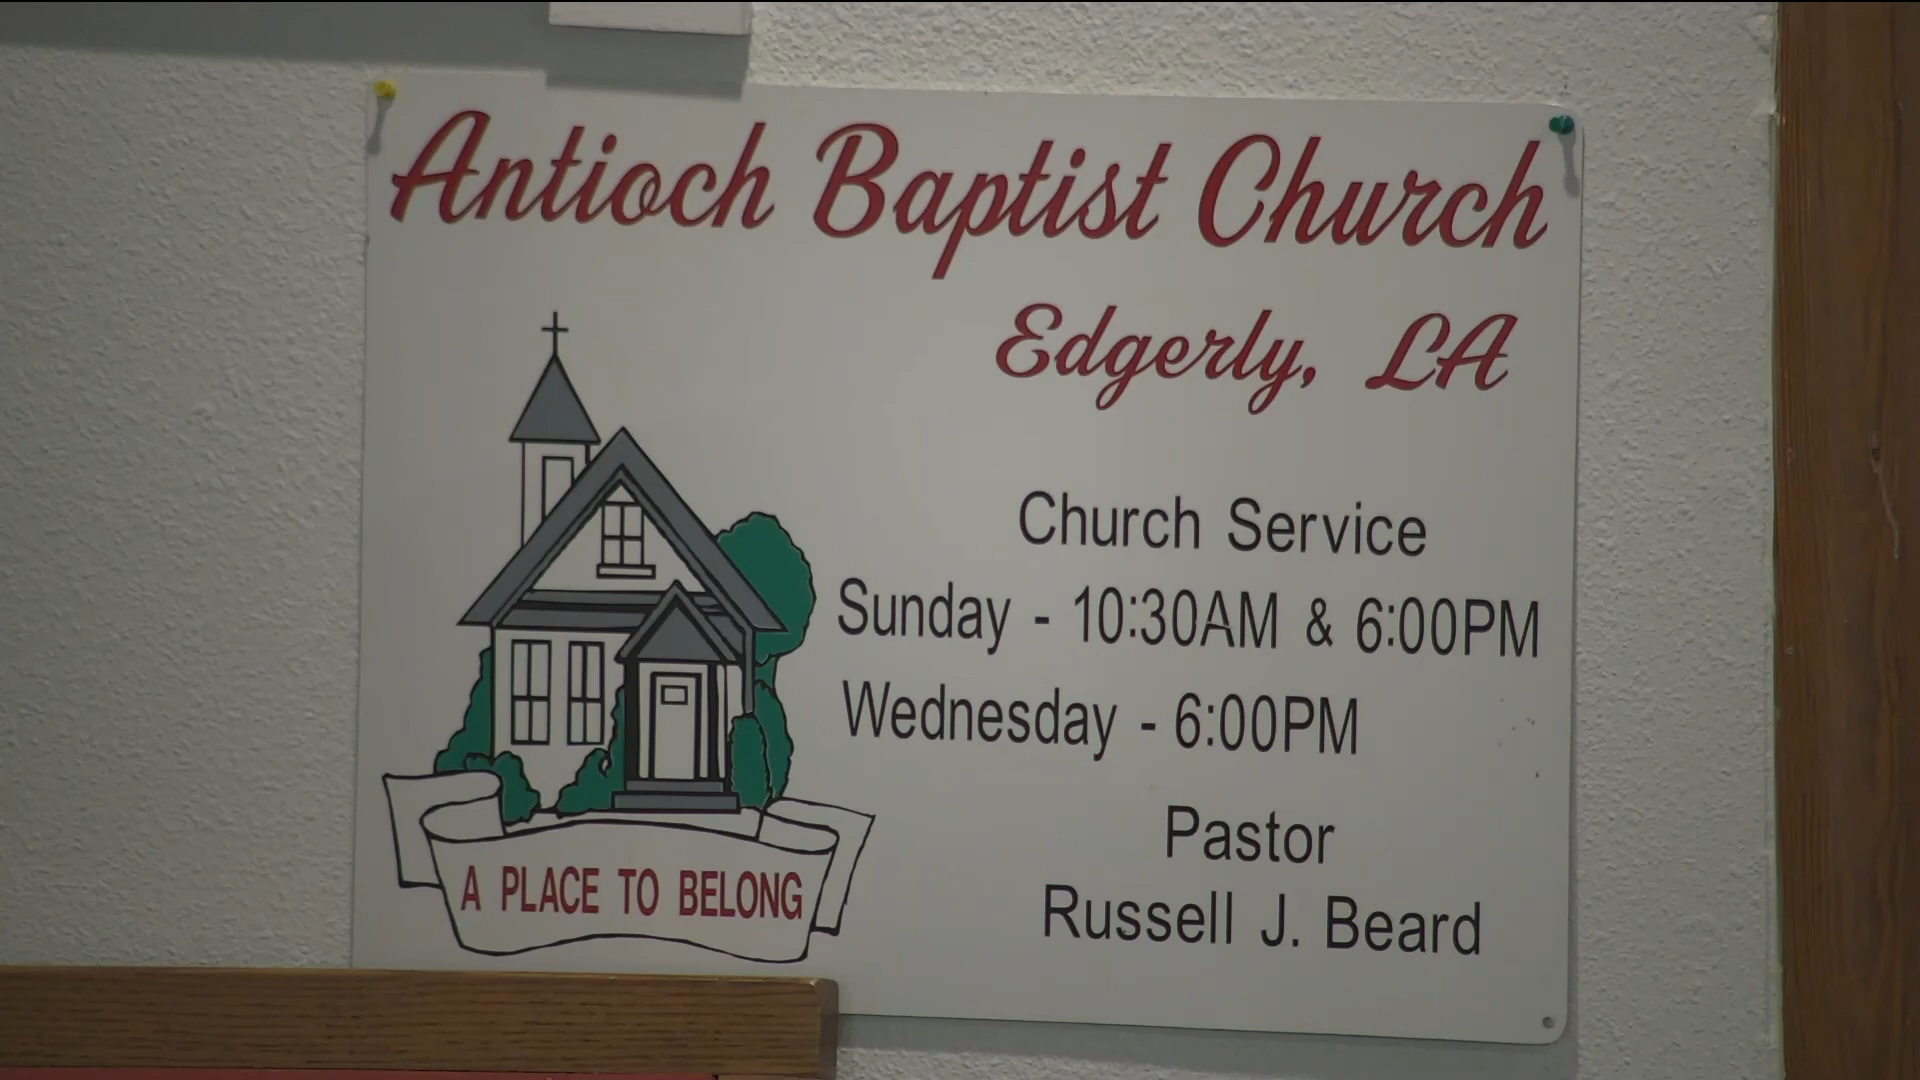 Antioch Baptist Church
Edgerly, LA
Church Service
Sunday - 10:30AM & 6:00PM
Wednesday - 6:00PM
Pastor
Russell J. Beard
A PLACE TO BELONG